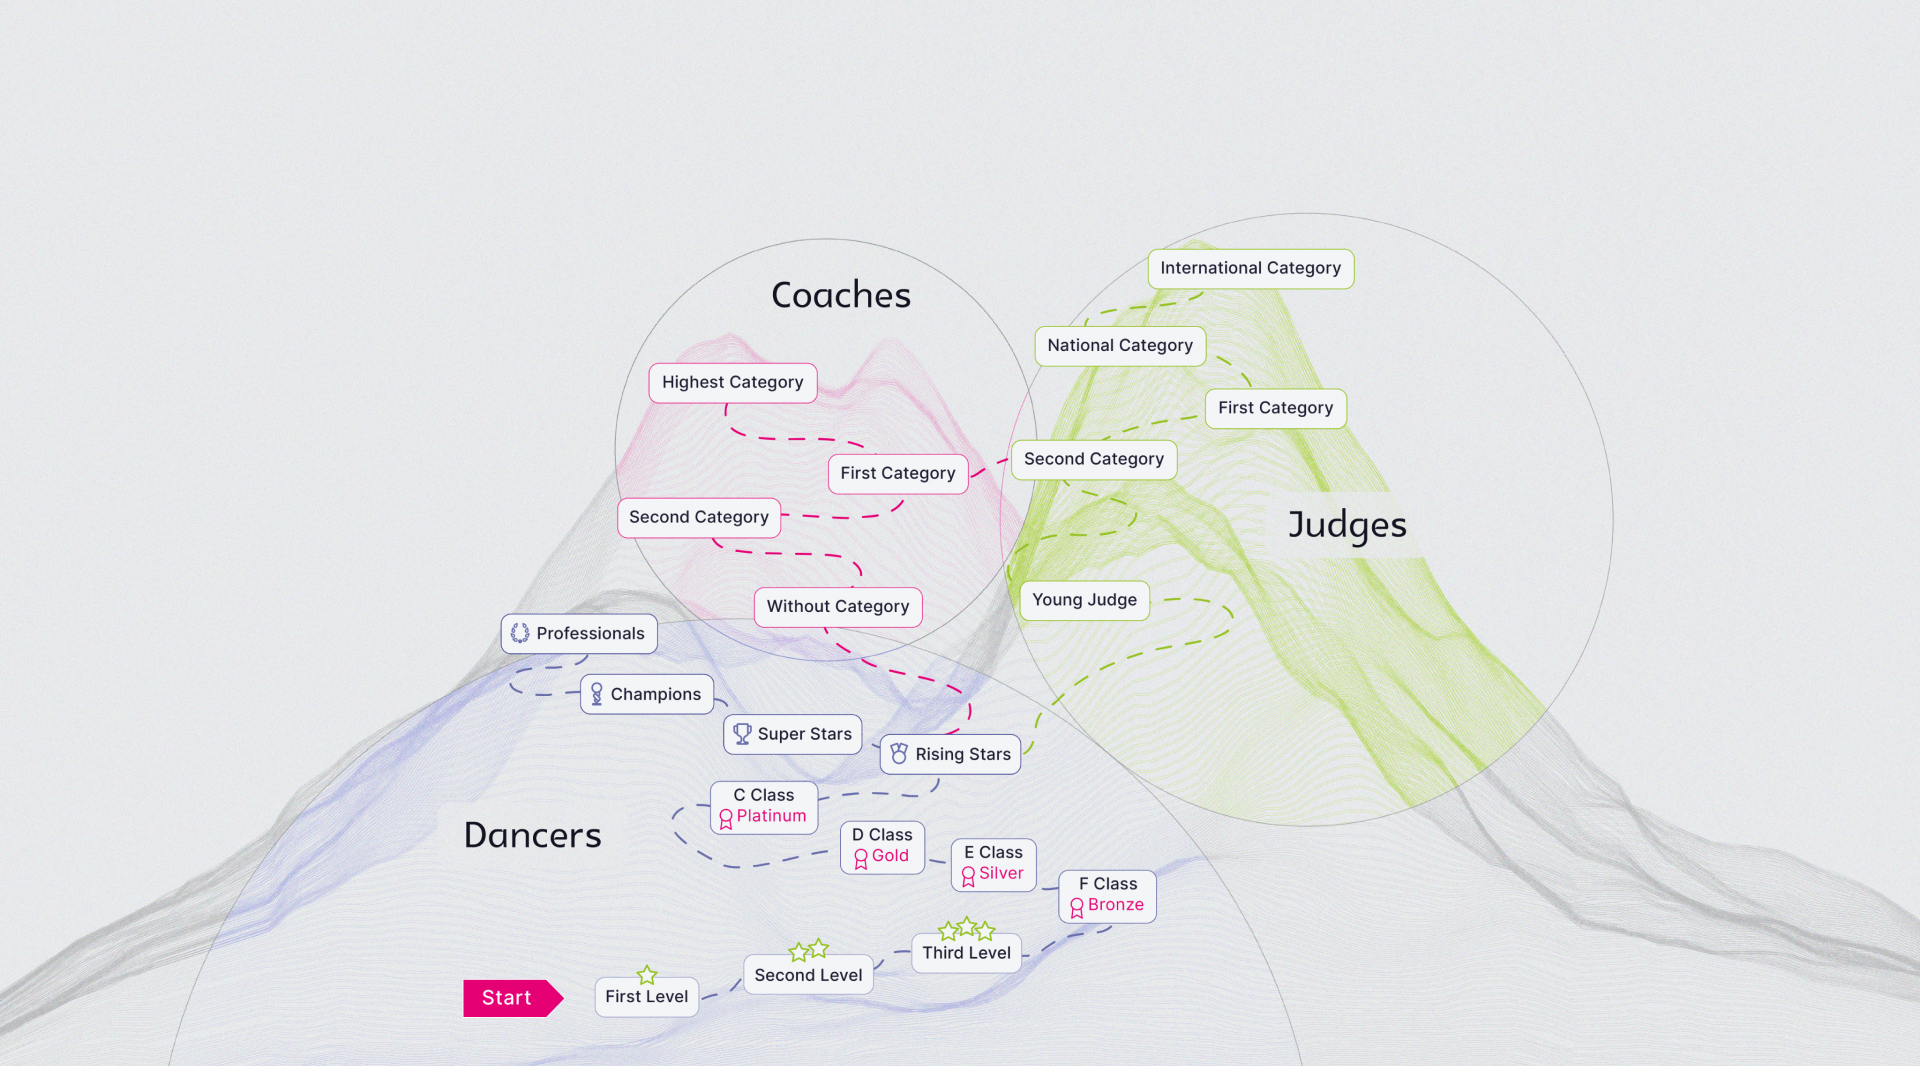 Coaches
Highest Category
First Category
Second Category
Without Category
International Category
National Category
First Category
Second Category
Judges
Young Judge
Professionals
Champions
Super Stars
Rising Stars
Dancers
C Class
Platinum
D Class
Gold
E Class
Silver
F Class
Bronze
Third Level
Second Level
First Level
Start